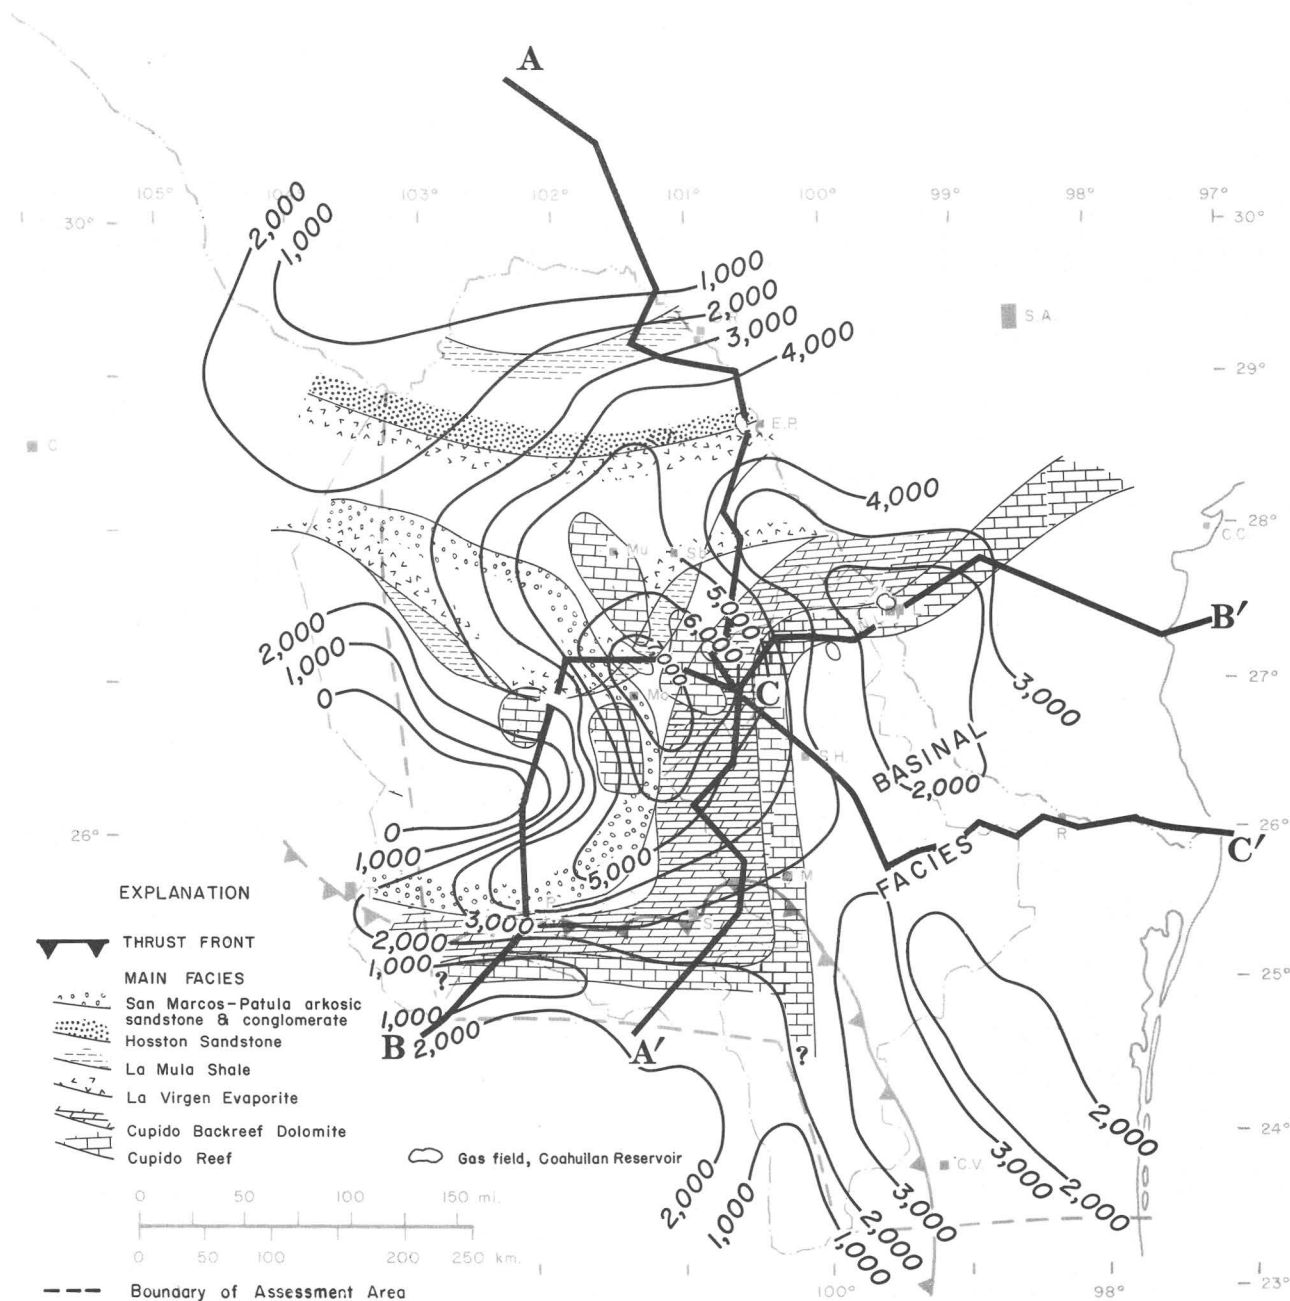 A
105°
103°
102°
101°
100°
99°
98°
97°
30°
30°
2,000
1,000
1,000
2,000
3,000
4,000
S.A.
29°
E.P.
C
4,000
28°
C.C.
Mu
SB
5,000
6,000
B'
2,000
1,000
0
7,000
C
Mo
3,000
27°
BASINAL
S.H.
2,000
26°
0
1,000
26°
R
C'
FACIES
5,000
M
T
P
S
3,000
2,000
1,000
?
25°
1,000
B
2,000
A'
?
EXPLANATION
THRUST FRONT
MAIN FACIES
San Marcos-Patula arkosic
sandstone & conglomerate
Hosston Sandstone
La Mula Shale
La Virgen Evaporite
Cupido Backreef Dolomite
Cupido Reef
Gas field, Coahuilan Reservoir
2,000
24°
C.V.
3,000
2,000
2,000
1,000
3,000
2,000
1,000
0 50 100 150 mi.
0 50 100 200 250 km.
Boundary of Assessment Area
100°
98°
23°